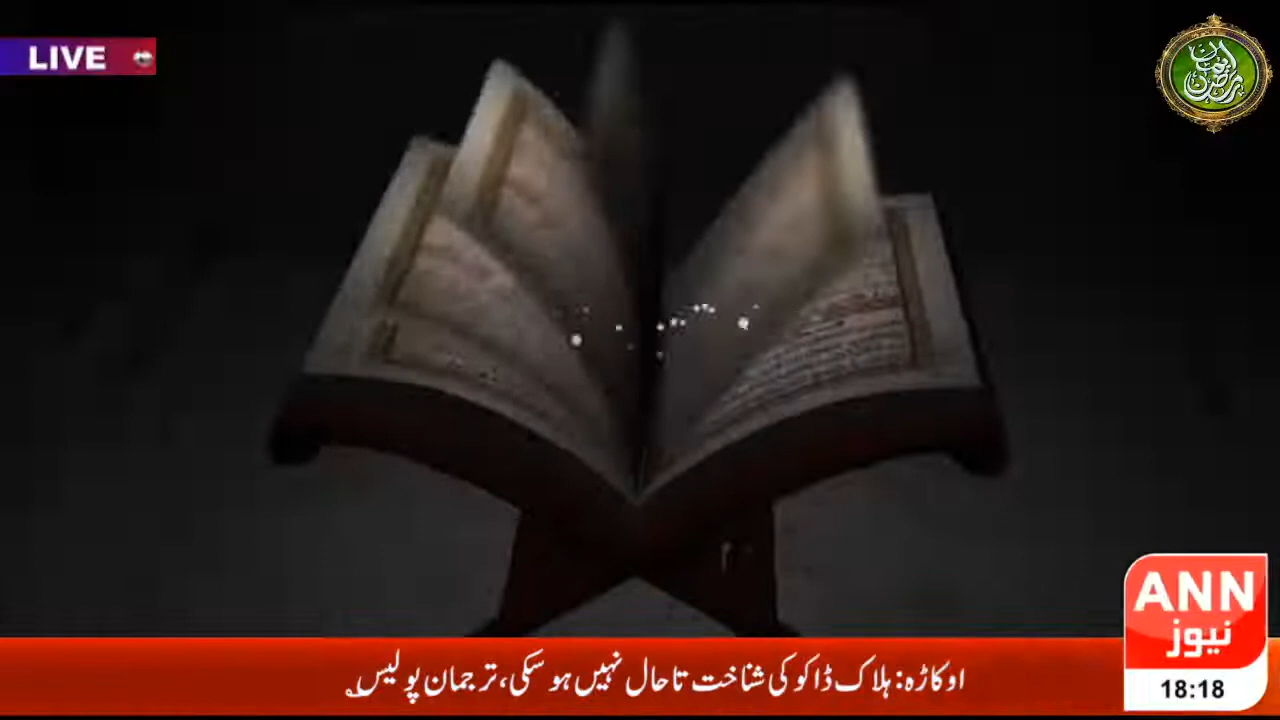 LIVE
ANN
نیوز
18:18
اوکاڑہ: ہلاک ڈاکو کی شناخت تاحال نہیں ہو سکی، ترجمان پولیس